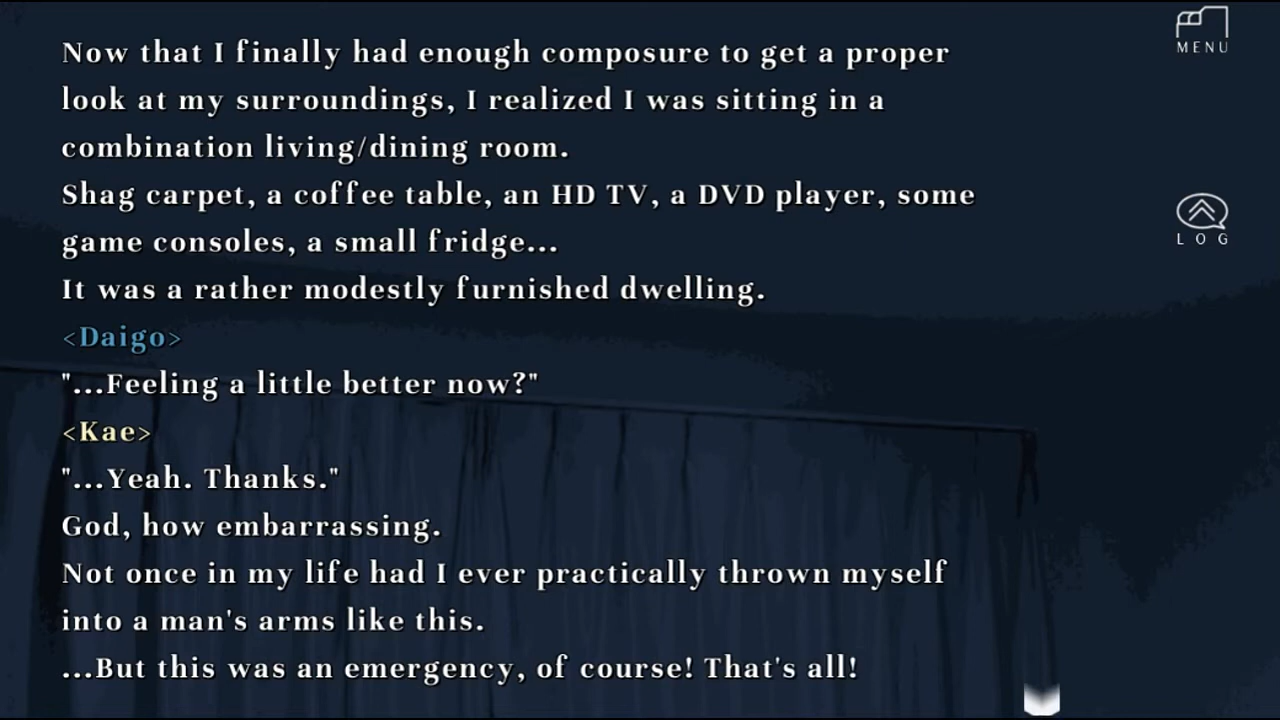 Now that I finally had enough composure to get a proper
look at my surroundings, I realized I was sitting in a
combination living/dining room.
Shag carpet, a coffee table, an HD TV, a DVD player, some
game consoles, a small fridge...
It was a rather modestly furnished dwelling.
<Daigo>
"...Feeling a little better now?"
<Kae>
"...Yeah. Thanks."
God, how embarrassing.
Not once in my life had I ever practically thrown myself
into a man's arms like this.
...But this was an emergency, of course! That's all!
MENU
LOG